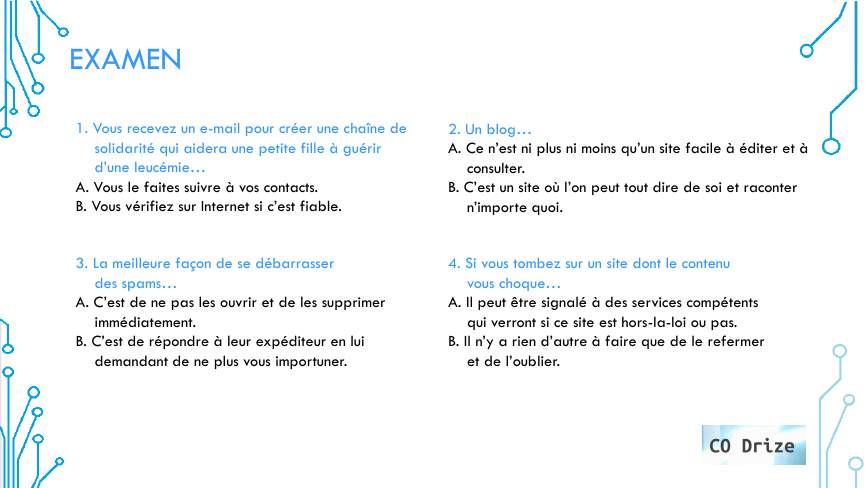 EXAMEN
1. Vous recevez un e-mail pour créer une chaîne de
solidarité qui aidera une petite fille à guérir
d'une leucémie…
A. Vous le faites suivre à vos contacts.
B. Vous vérifiez sur Internet si c'est fiable.
2. Un blog…
A. Ce n'est ni plus ni moins qu'un site facile à éditer et à
consulter.
B. C'est un site où l'on peut tout dire de soi et raconter
n'importe quoi.
3. La meilleure façon de se débarrasser
des spams…
A. C'est de ne pas les ouvrir et de les supprimer
immédiatement.
B. C'est de répondre à leur expéditeur en lui
demandant de ne plus vous importuner.
4. Si vous tombez sur un site dont le contenu
vous choque…
A. Il peut être signalé à des services compétents
qui verront si ce site est hors-la-loi ou pas.
B. Il n'y a rien d'autre à faire que de le refermer
et de l'oublier.
CO Drize